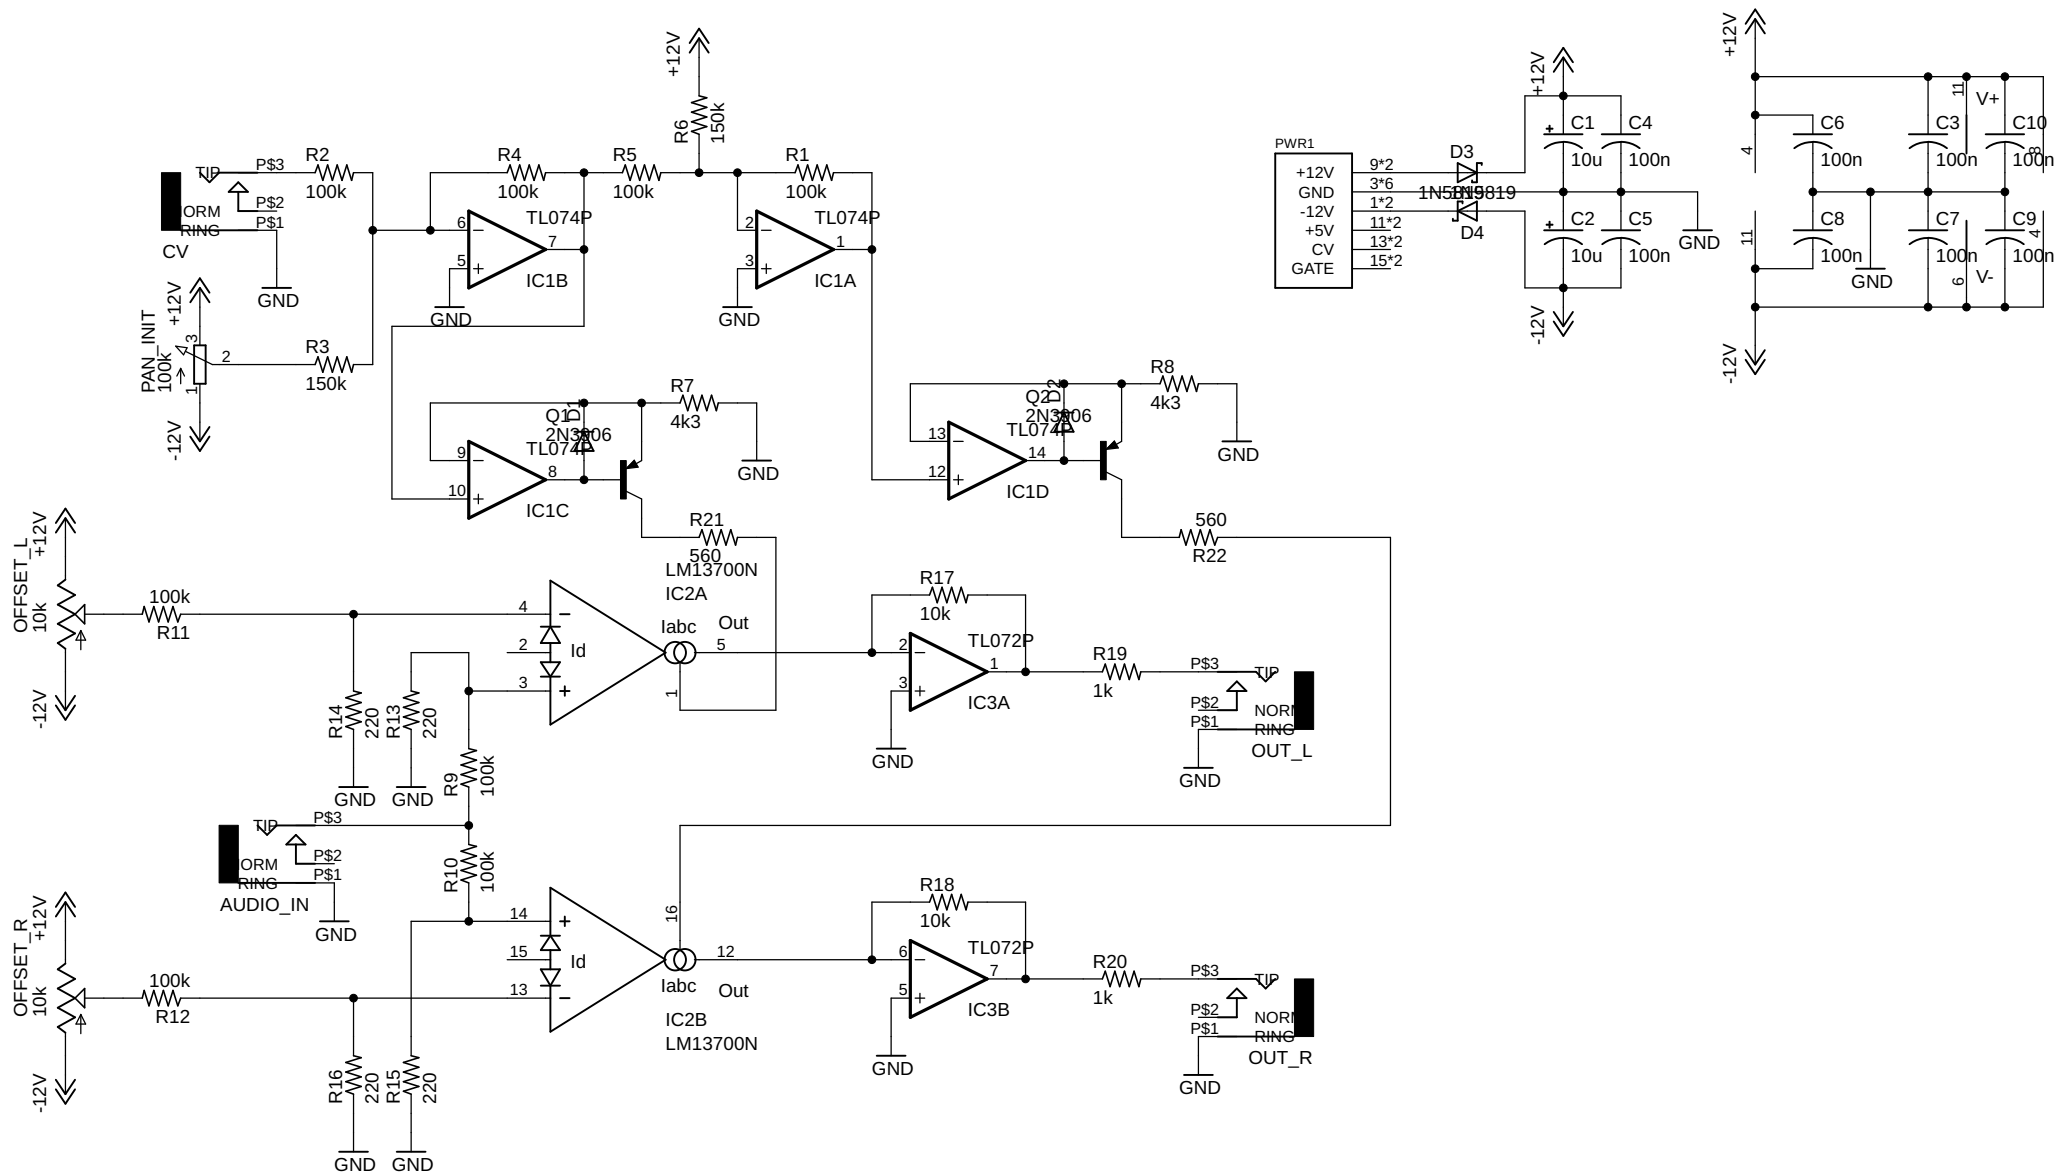 +12V
R6
150k
TIP
P$3
P$2
NORM
P$1
RING
CV
GND
R2
100k
R4
100k
R5
100k
R1
100k
6
5
7
TL074P
IC1B
GND
2
3
1
TL074P
IC1A
GND
PAN_INIT
100k
+12V
3
2
1
-12V
R3
150k
PWR1
+12V
GND
-12V
+5V
CV
GATE
9*2
3*6
1*2
11*2
13*2
15*2
D3
1N5819
1N5819
D4
+12V
C1
10u
C4
100n
C2
10u
C5
100n
GND
-12V
+12V
4
11
C6
100n
C8
100n
GND
C3
100n
C7
100n
11
V+
6
V-
C10
100n
C9
100n
8
4
-12V
9
10
8
Q1
2N3906
TL074P
D1
IC1C
R7
4k3
GND
R21
560
13
12
14
Q2
2N3906
TL074P
D2
IC1D
R8
4k3
GND
560
R22
OFFSET_L
10k
+12V
-12V
100k
R11
R14
220
GND
R13
220
GND
4
2
3
Id
LM13700N
IC2A
Iabc
Out
5
1
R9
100k
R17
10k
2
3
1
TL072P
IC3A
GND
R19
1k
P$3
TIP
P$2
NORM
P$1
RING
OUT_L
GND
TIP
P$3
P$2
NORM
P$1
RING
AUDIO_IN
GND
R10
100k
OFFSET_R
10k
+12V
-12V
100k
R12
R16
220
GND
R15
220
GND
14
15
13
Id
16
12
Iabc
Out
IC2B
LM13700N
R18
10k
6
5
7
TL072P
IC3B
GND
R20
1k
P$3
TIP
P$2
NORM
P$1
RING
OUT_R
GND